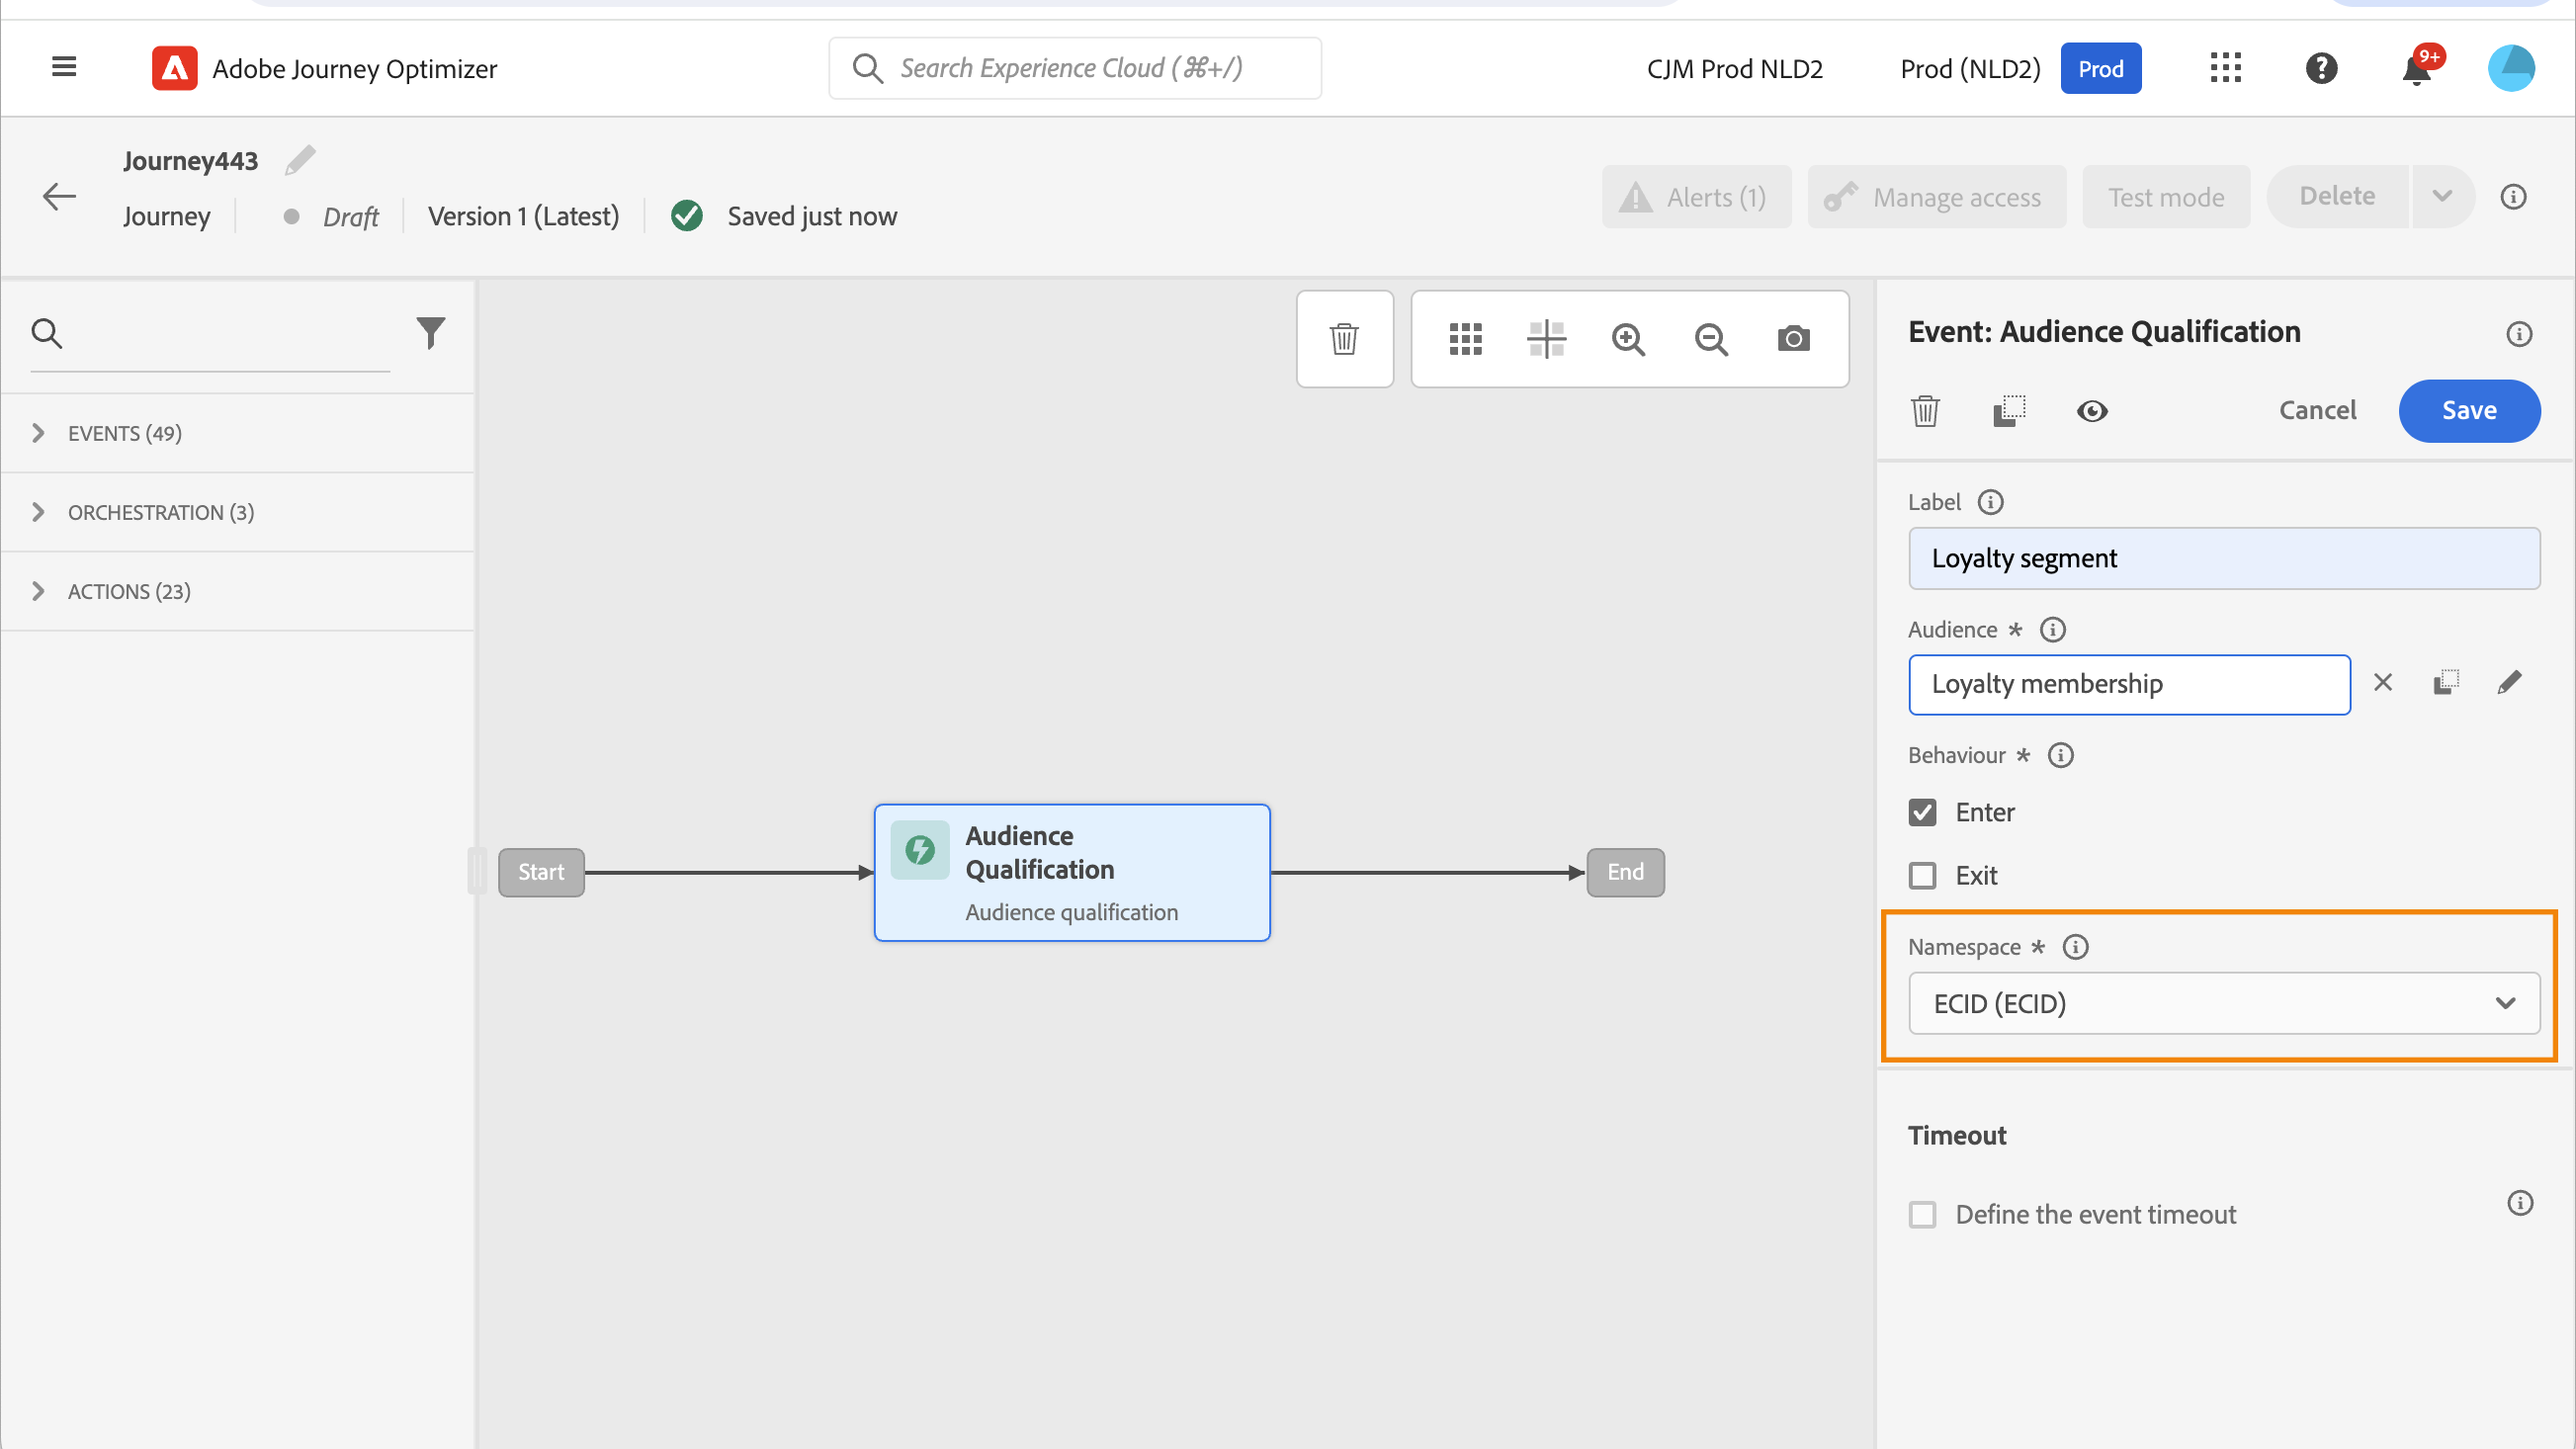 Adobe Journey Optimizer
Search Experience Cloud (⌘+/)
CJM Prod NLD2
Prod (NLD2)
Prod
9+
Journey443
Journey
Draft
Version 1 (Latest)
Saved just now
Alerts (1)
Manage access
Test mode
Delete
EVENTS (49)
ORCHESTRATION (3)
ACTIONS (23)
Start
Audience
Qualification
Audience qualification
End
Event: Audience Qualification
Cancel
Save
Label
Loyalty segment
Audience *
Loyalty membership
Behaviour *
Enter
Exit
Namespace *
ECID (ECID)
Timeout
Define the event timeout